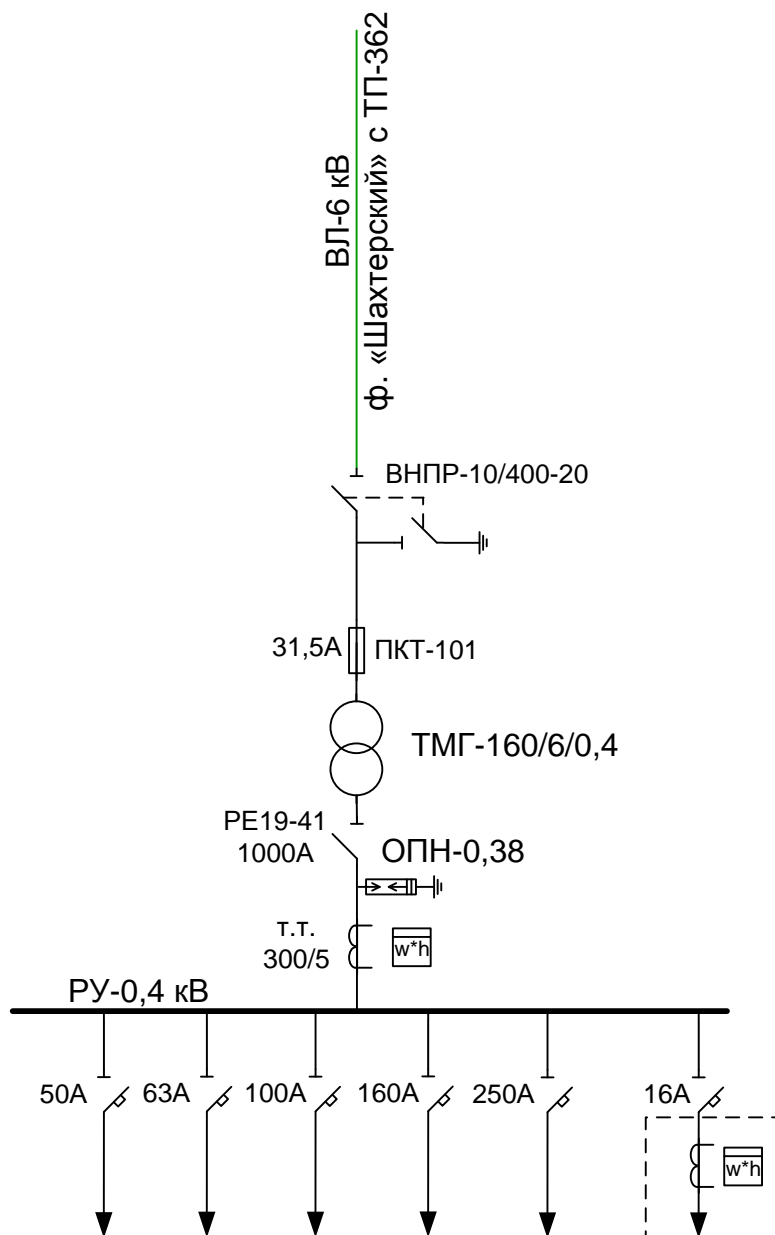 ВЛ-6 кВ
ф. «Шахтерский» с ТП-362
ВНПР-10/400-20
31,5А
ПКТ-101
ТМГ-160/6/0,4
РЕ19-41
1000А
ОПН-0,38
т.т.
300/5
w*h
РУ-0,4 кВ
50А
63А
100А
160А
250А
16А
w*h